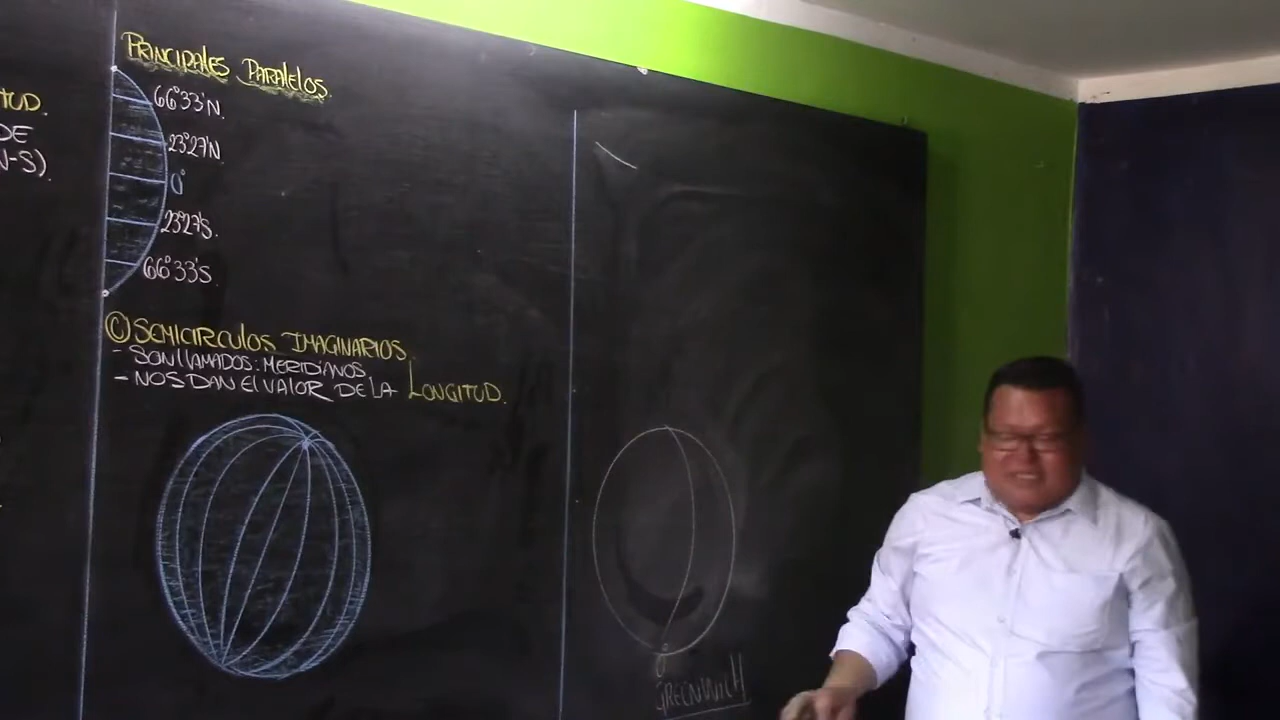 TUD.
DE
N-S).
PRINCIPALES PARALELOS.
66°33'N.
23°27'N.
0°
23°27'S.
66°33'S.
Ⓒ SEMICIRCULOS IMAGINARIOS.
- SON LLAMADOS: MERIDIANOS
- NOS DAN El VALOR DE LA LONGITUD.
0°
GREENWICH